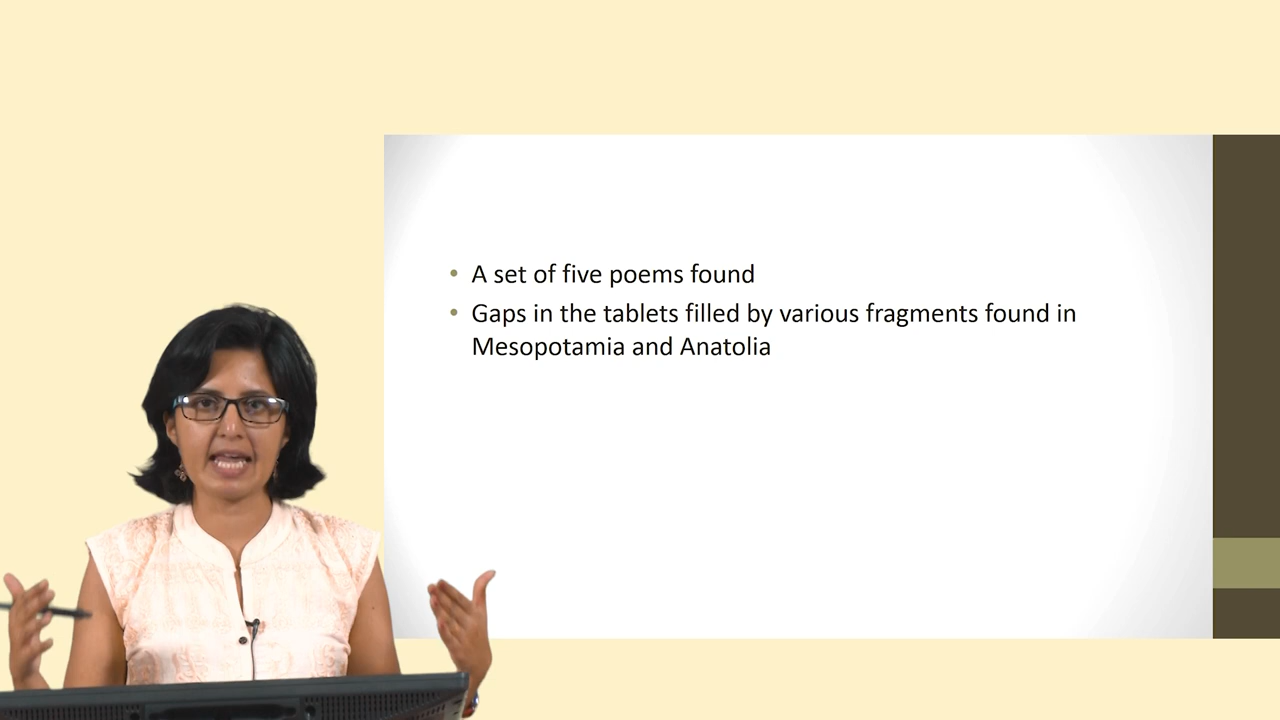 • A set of five poems found
• Gaps in the tablets filled by various fragments found in
Mesopotamia and Anatolia